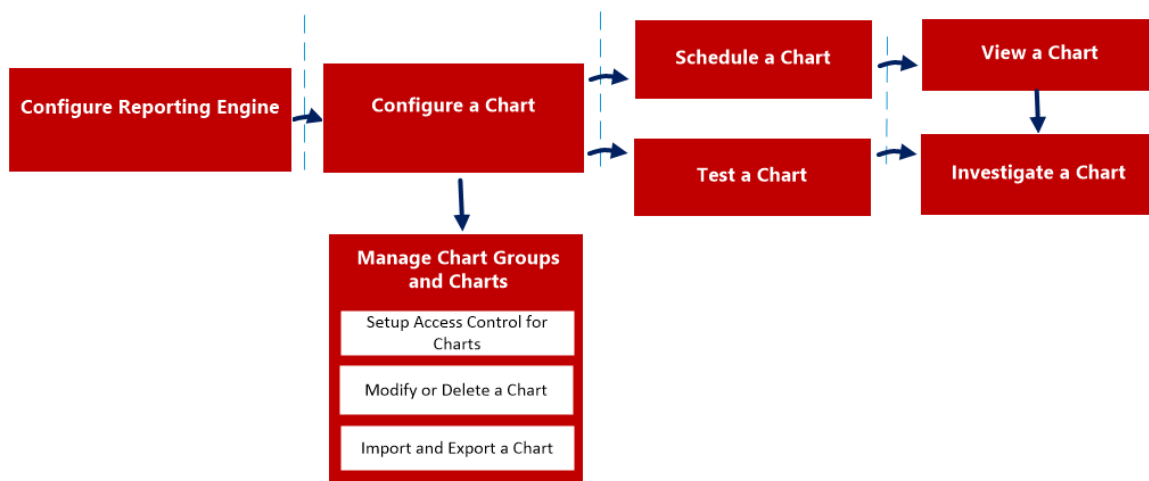 Configure Reporting Engine
Configure a Chart
Schedule a Chart
View a Chart
Test a Chart
Investigate a Chart
Manage Chart Groups
and Charts
Setup Access Control for
Charts
Modify or Delete a Chart
Import and Export a Chart